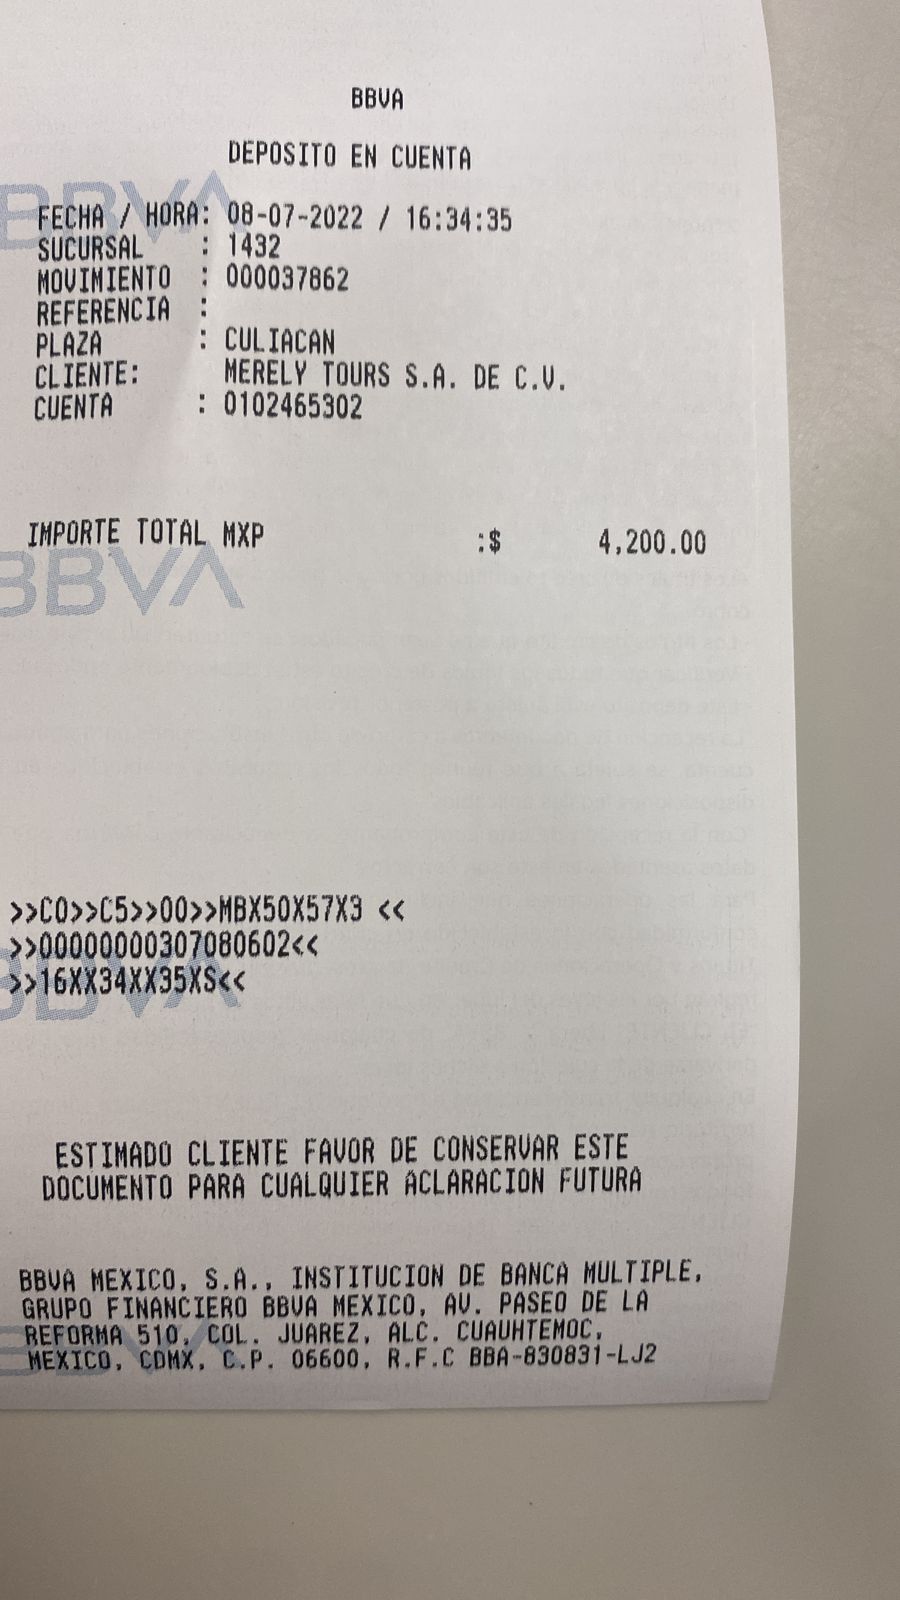 BBVA
DEPOSITO EN CUENTA
FECHA / HORA: 08-07-2022 / 16:34:35
SUCURSAL : 1432
MOVIMIENTO : 000037862
REFERENCIA :
PLAZA : CULIACAN
CLIENTE: MERELY TOURS S.A. DE C.V.
CUENTA : 0102465302
IMPORTE TOTAL MXP :$ 4,200.00
BBVA
>>C0>>C5>>00>>MBX50X57X3 <<
>>00000000307080602<<
>>16XX34XX35XS<<
ESTIMADO CLIENTE FAVOR DE CONSERVAR ESTE
DOCUMENTO PARA CUALQUIER ACLARACION FUTURA
BBVA MEXICO, S.A., INSTITUCION DE BANCA MULTIPLE,
GRUPO FINANCIERO BBVA MEXICO, AV. PASEO DE LA
REFORMA 510, COL. JUAREZ, ALC. CUAUHTEMOC,
MEXICO, CDMX, C.P. 06600, R.F.C BBA-830831-LJ2